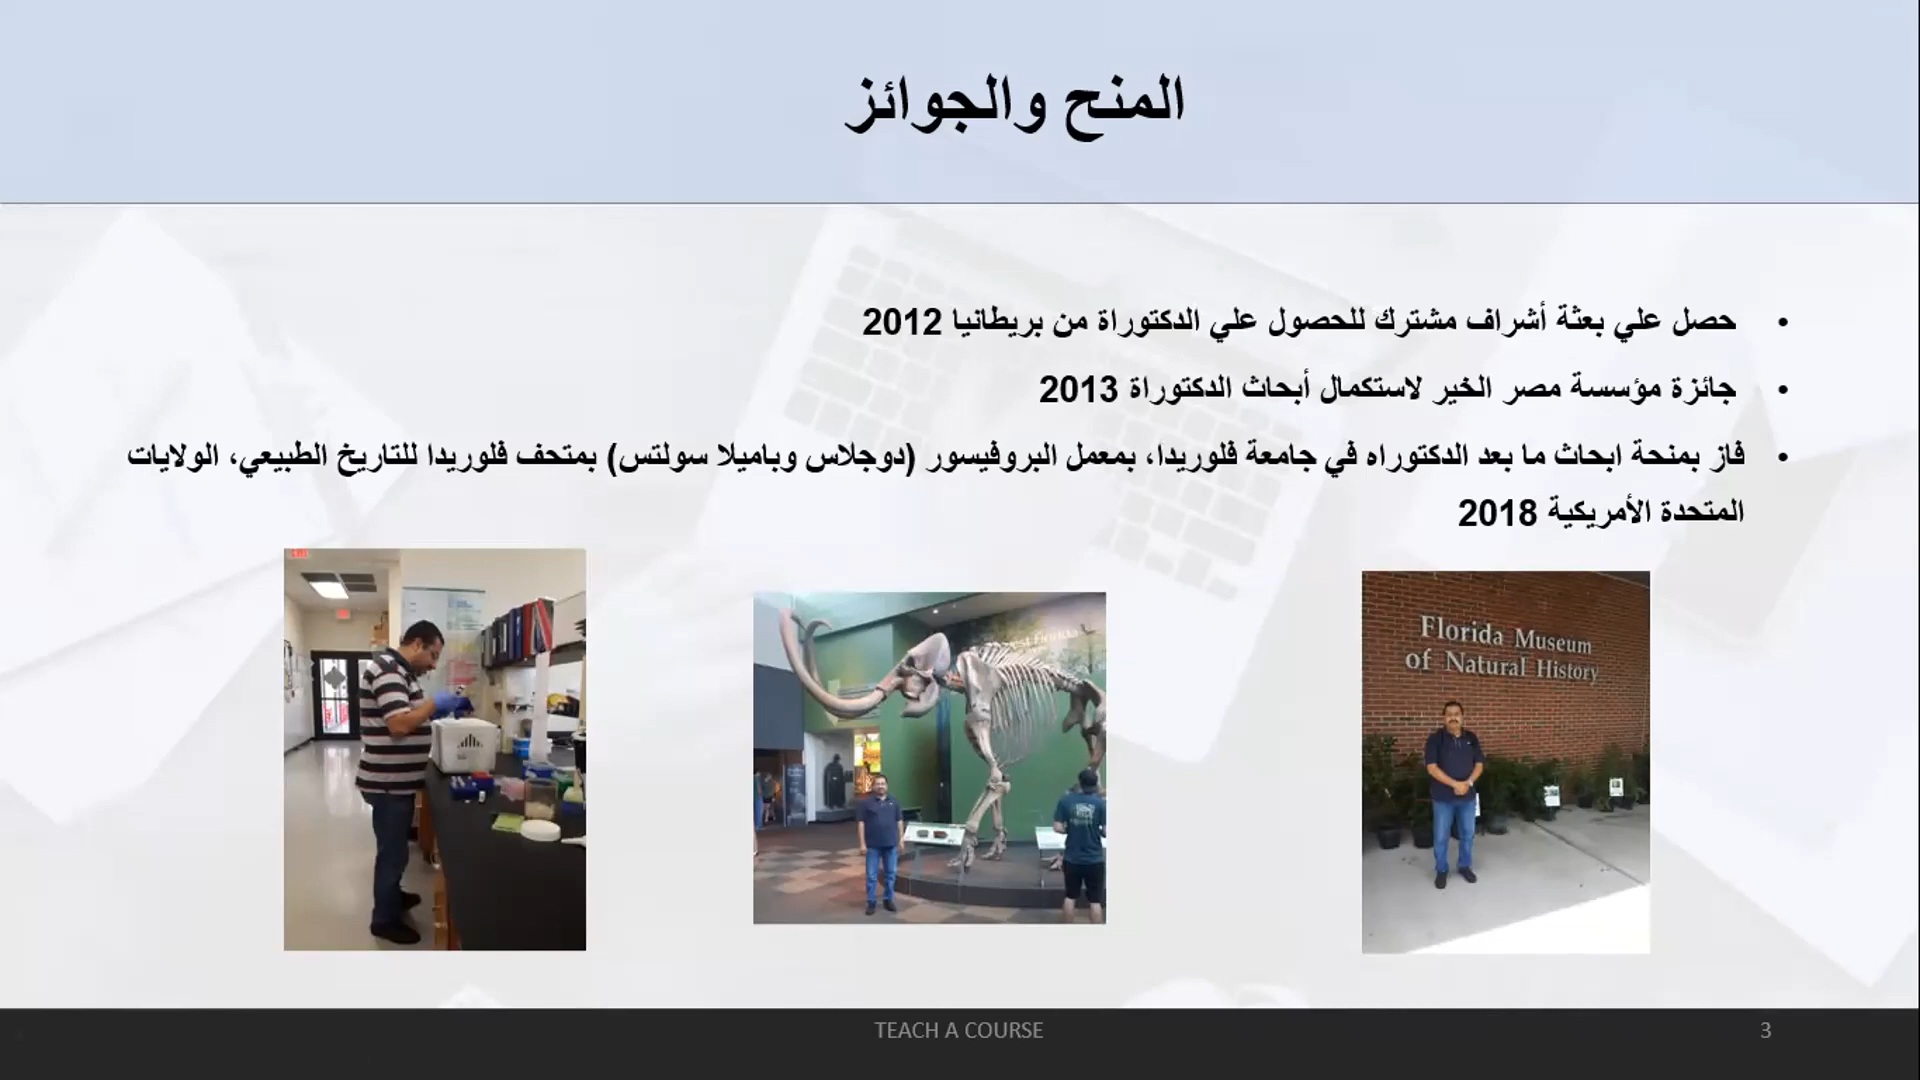 المنح والجوائز
• حصل علي بعثة أشراف مشترك للحصول علي الدكتوراة من بريطانيا 2012
• جائزة مؤسسة مصر الخير لاستكمال أبحاث الدكتوراة 2013
• فاز بمنحة ابحاث ما بعد الدكتوراه في جامعة فلوريدا، بمعمل البروفيسور (دوجلاس وباميلا سولتس) بمتحف فلوريدا للتاريخ الطبيعي، الولايات
المتحدة الأمريكية 2018
Florida Museum
of Natural History
TEACH A COURSE
3